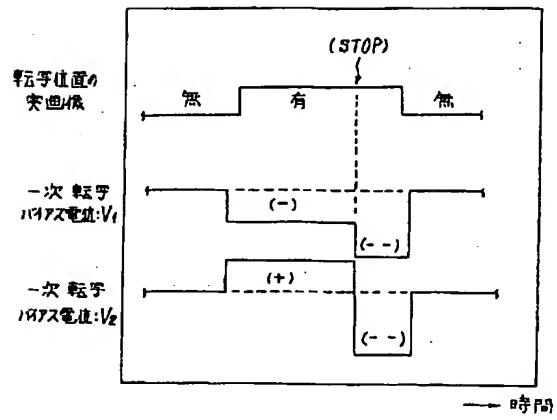 (STOP)
転写位置の
実画像
無
有
無
一次 転写
バイアス電位:V₁
(-)
(--)
一次 転写
バイアス電位:V₂
(+)
(--)
→ 時間